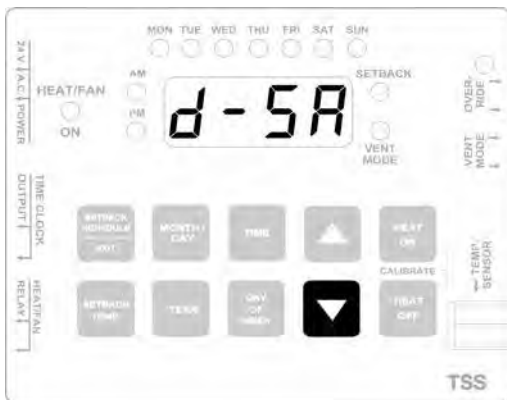 MON TUE WED THU FRI SAT SUN
24 V.A.C. POWER
HEAT/FAN
ON
AM
PM
d-SA
SETBACK
VENT
MODE
OVER-
RIDE
VENT
MODE
TIME CLOCK
OUTPUT
MONTH /
DAY
TIME
HEAT
ON
CALIBRATE
TEMP.
SENSOR
HEAT/FAN
RELAY
SETBACK
TEMP
TEMP
DAY
OF
HEAT
OFF
TSS